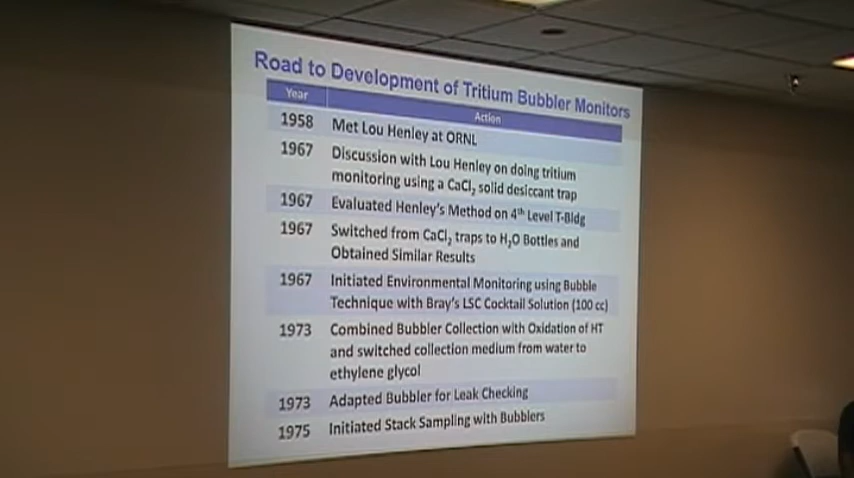 Road to Development of Tritium Bubbler Monitors
Year Action
1958 Met Lou Henley at ORNL
1967 Discussion with Lou Henley on doing tritium
monitoring using a CaCl₂ solid desiccant trap
1967 Evaluated Henley's Method on 4th Level T-Bldg
1967 Switched from CaCl₂ traps to H₂O Bottles and
Obtained Similar Results
1967 Initiated Environmental Monitoring using Bubble
Technique with Bray's LSC Cocktail Solution (100 cc)
1973 Combined Bubbler Collection with Oxidation of HT
and switched collection medium from water to
ethylene glycol
1973 Adapted Bubbler for Leak Checking
1975 Initiated Stack Sampling with Bubblers